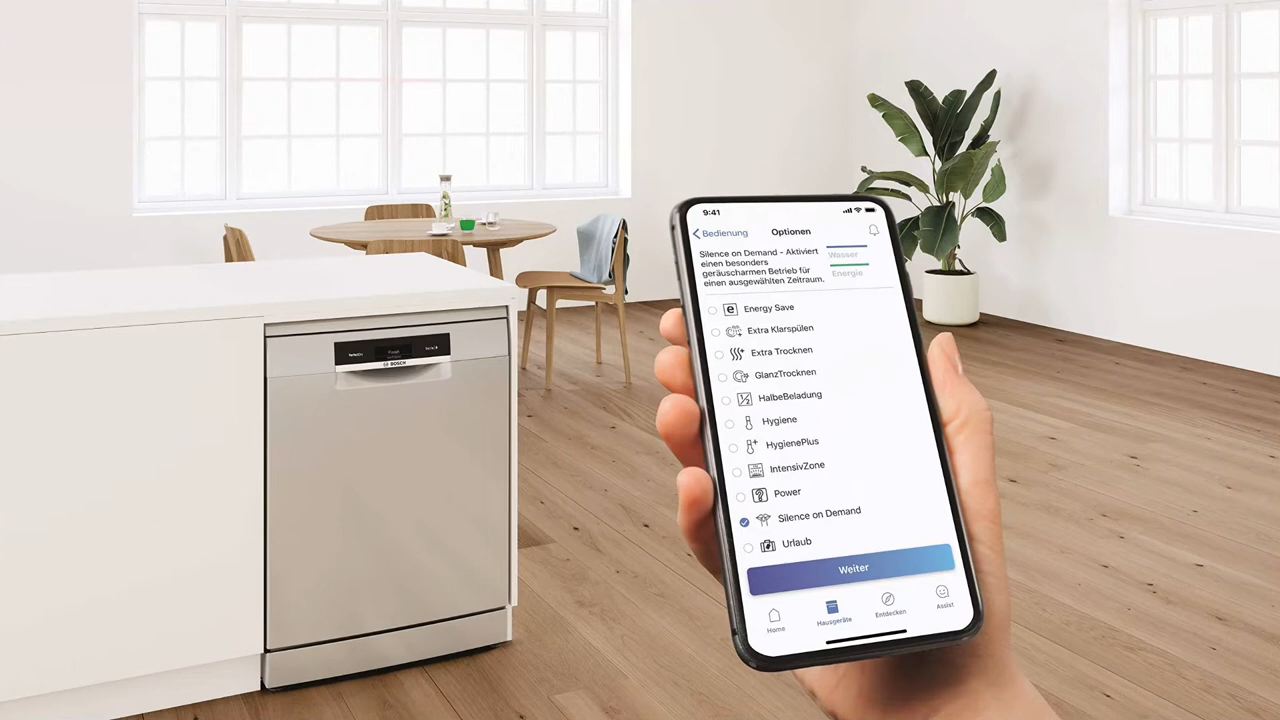 BOSCH
9:41
Bedienung
Optionen
Silence on Demand - Aktiviert
einen besonders
geräuscharmen Betrieb für
einen ausgewählten Zeitraum.
Wasser
Energie
Energy Save
Extra Klarspülen
Extra Trocknen
GlanzTrocknen
HalbeBeladung
Hygiene
HygienePlus
IntensivZone
Power
Silence on Demand
Urlaub
Weiter
Home
Hausgeräte
Entdecken
Assist